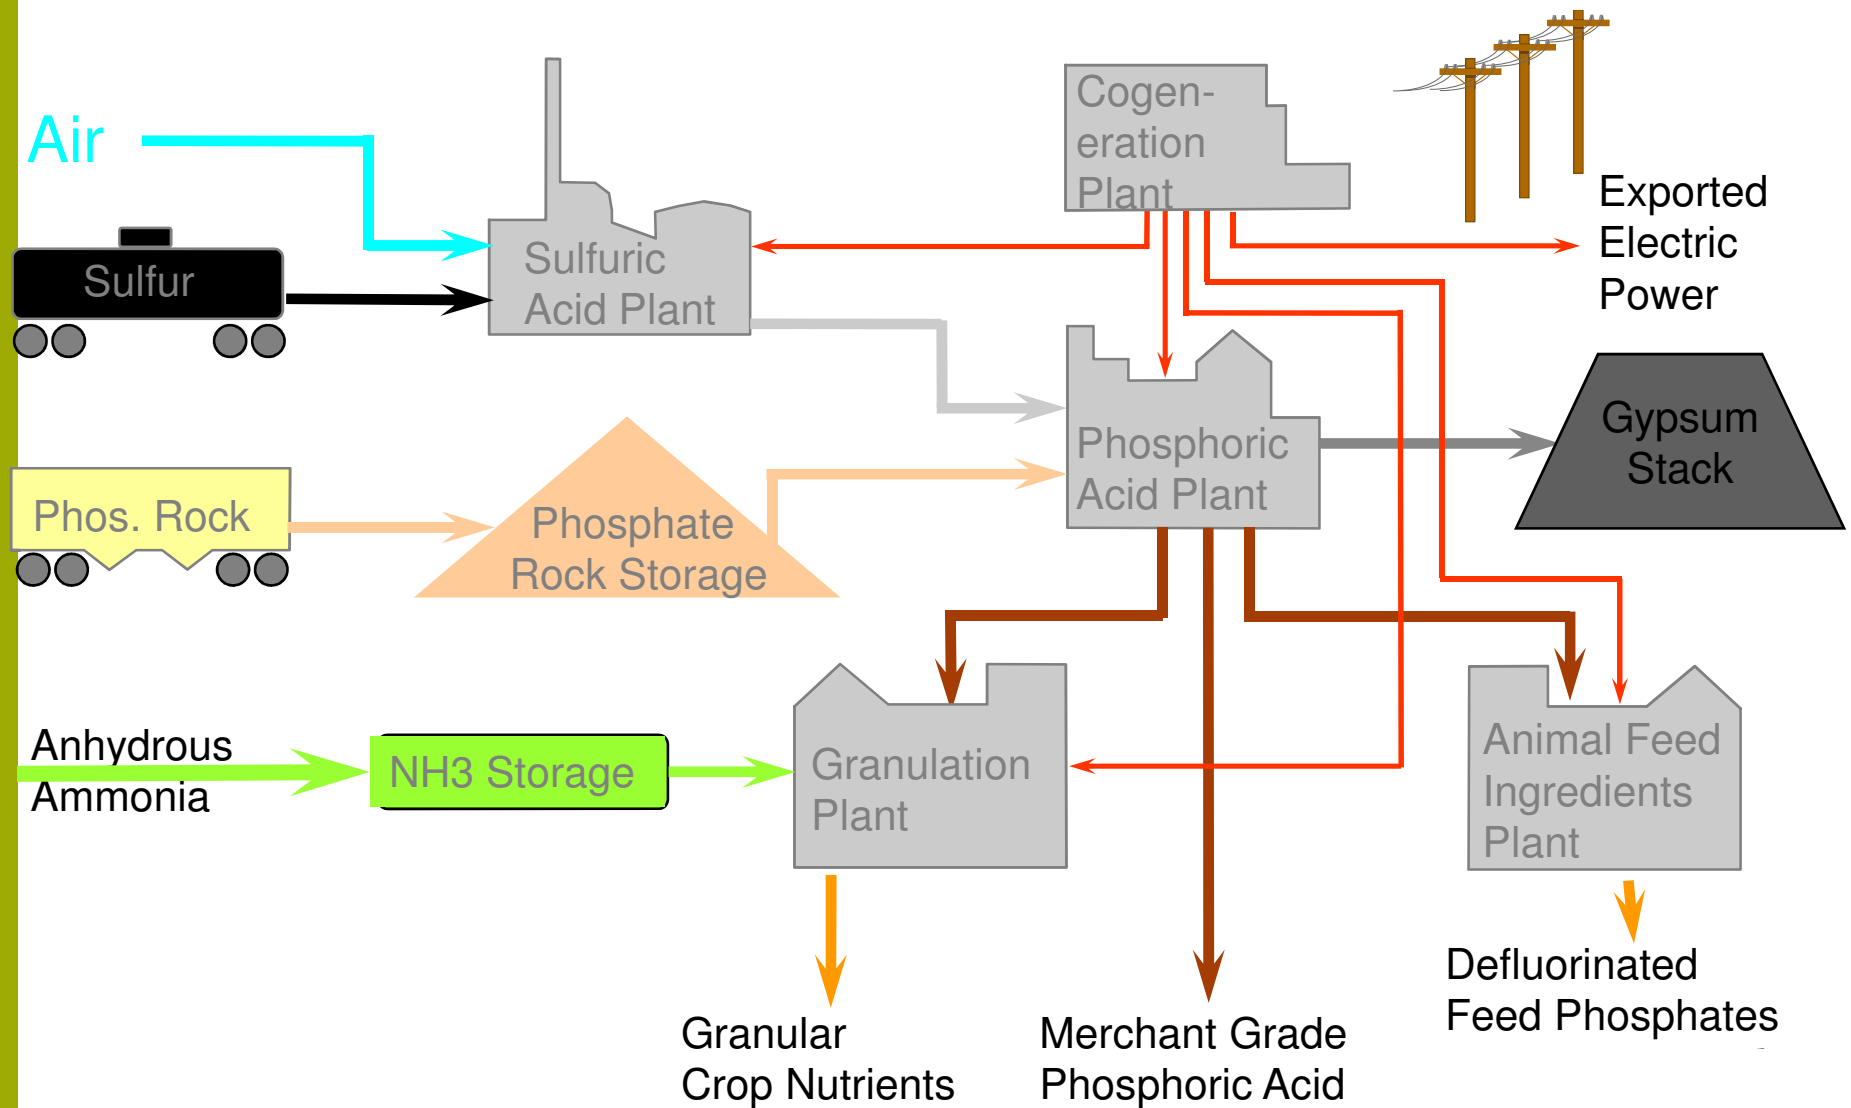 Air
Cogen-
eration
Plant
Exported
Electric
Power
Sulfur
Sulfuric
Acid Plant
Gypsum
Stack
Phosphoric
Acid Plant
Phos. Rock
Phosphate
Rock Storage
Anhydrous
Ammonia
NH3 Storage
Granulation
Plant
Animal Feed
Ingredients
Plant
Defluorinated
Feed Phosphates
Granular
Crop Nutrients
Merchant Grade
Phosphoric Acid